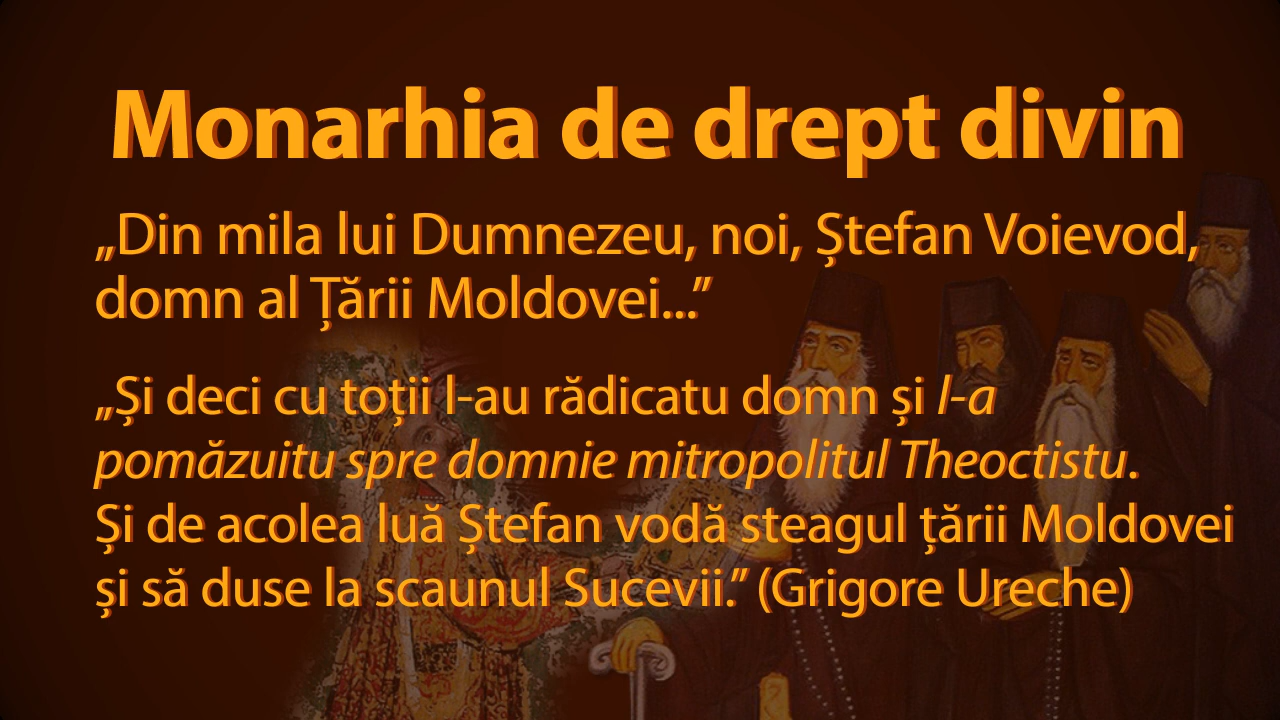 Monarhia de drept divin
„Din mila lui Dumnezeu, noi, Ștefan Voievod,
domn al Țării Moldovei...”
„Și deci cu toții l-au rădicatu domn și l-a
pomăzuitu spre domnie mitropolitul Theoctistu.
Și de acolea luă Ștefan vodă steagul țării Moldovei
și să duse la scaunul Sucevii.” (Grigore Ureche)